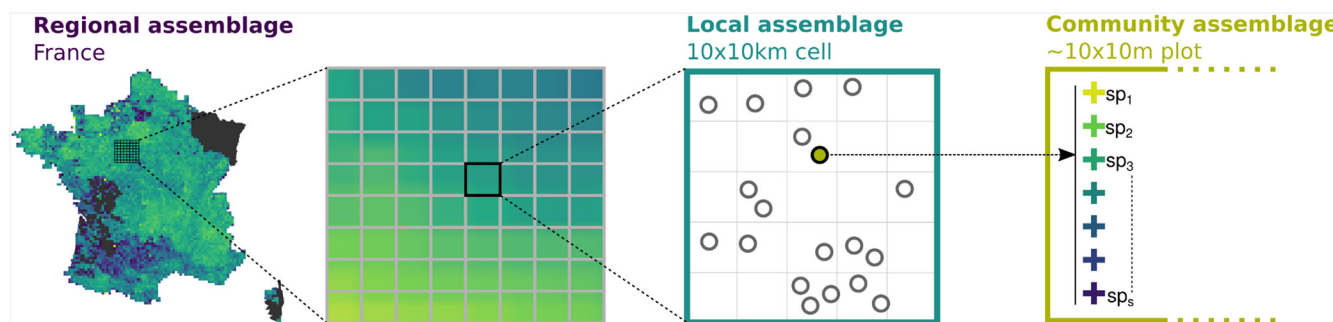 Regional assemblage
France
Local assemblage
10x10km cell
Community assemblage
~10x10m plot
sp1
sp2
sp3
sps